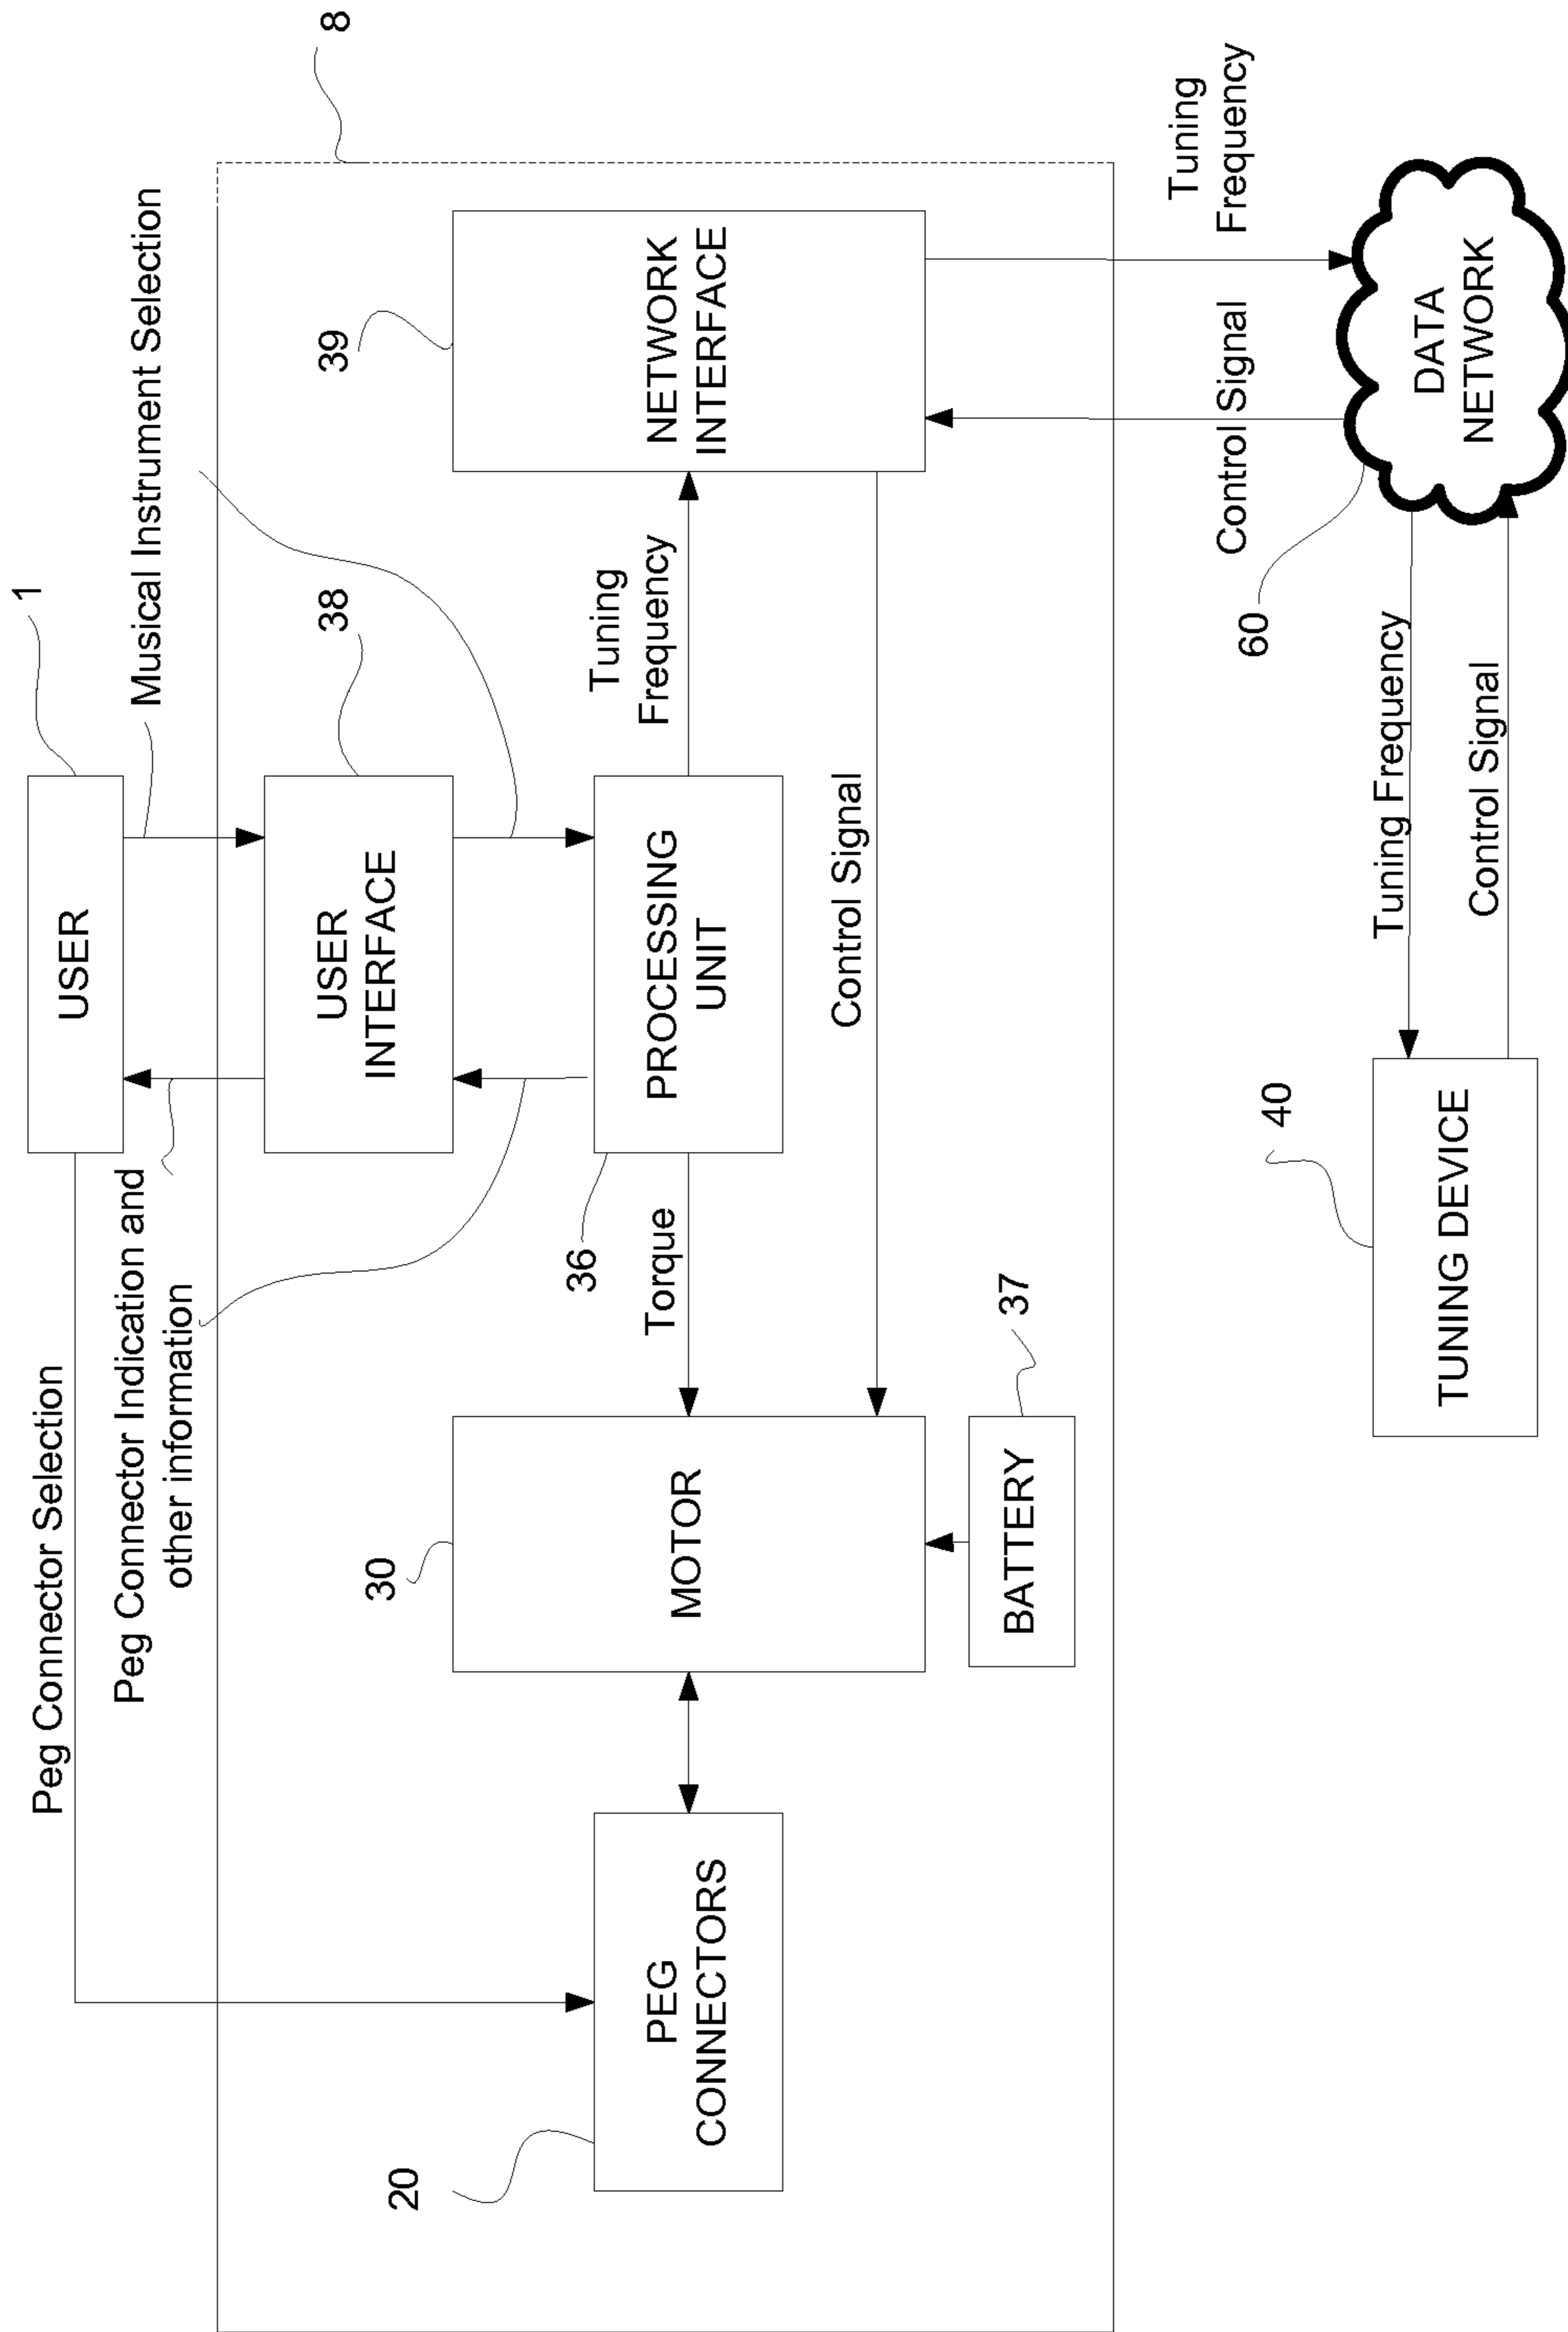 Peg Connector Selection
USER
1
Peg Connector Indication and
other information
Musical Instrument Selection
8
20
30
USER
INTERFACE
38
39
PEG
CONNECTORS
MOTOR
Torque
36
PROCESSING
UNIT
Tuning
Frequency
NETWORK
INTERFACE
Control Signal
BATTERY
37
Control Signal
Tuning
Frequency
40
60
TUNING DEVICE
Tuning Frequency
Control Signal
DATA
NETWORK